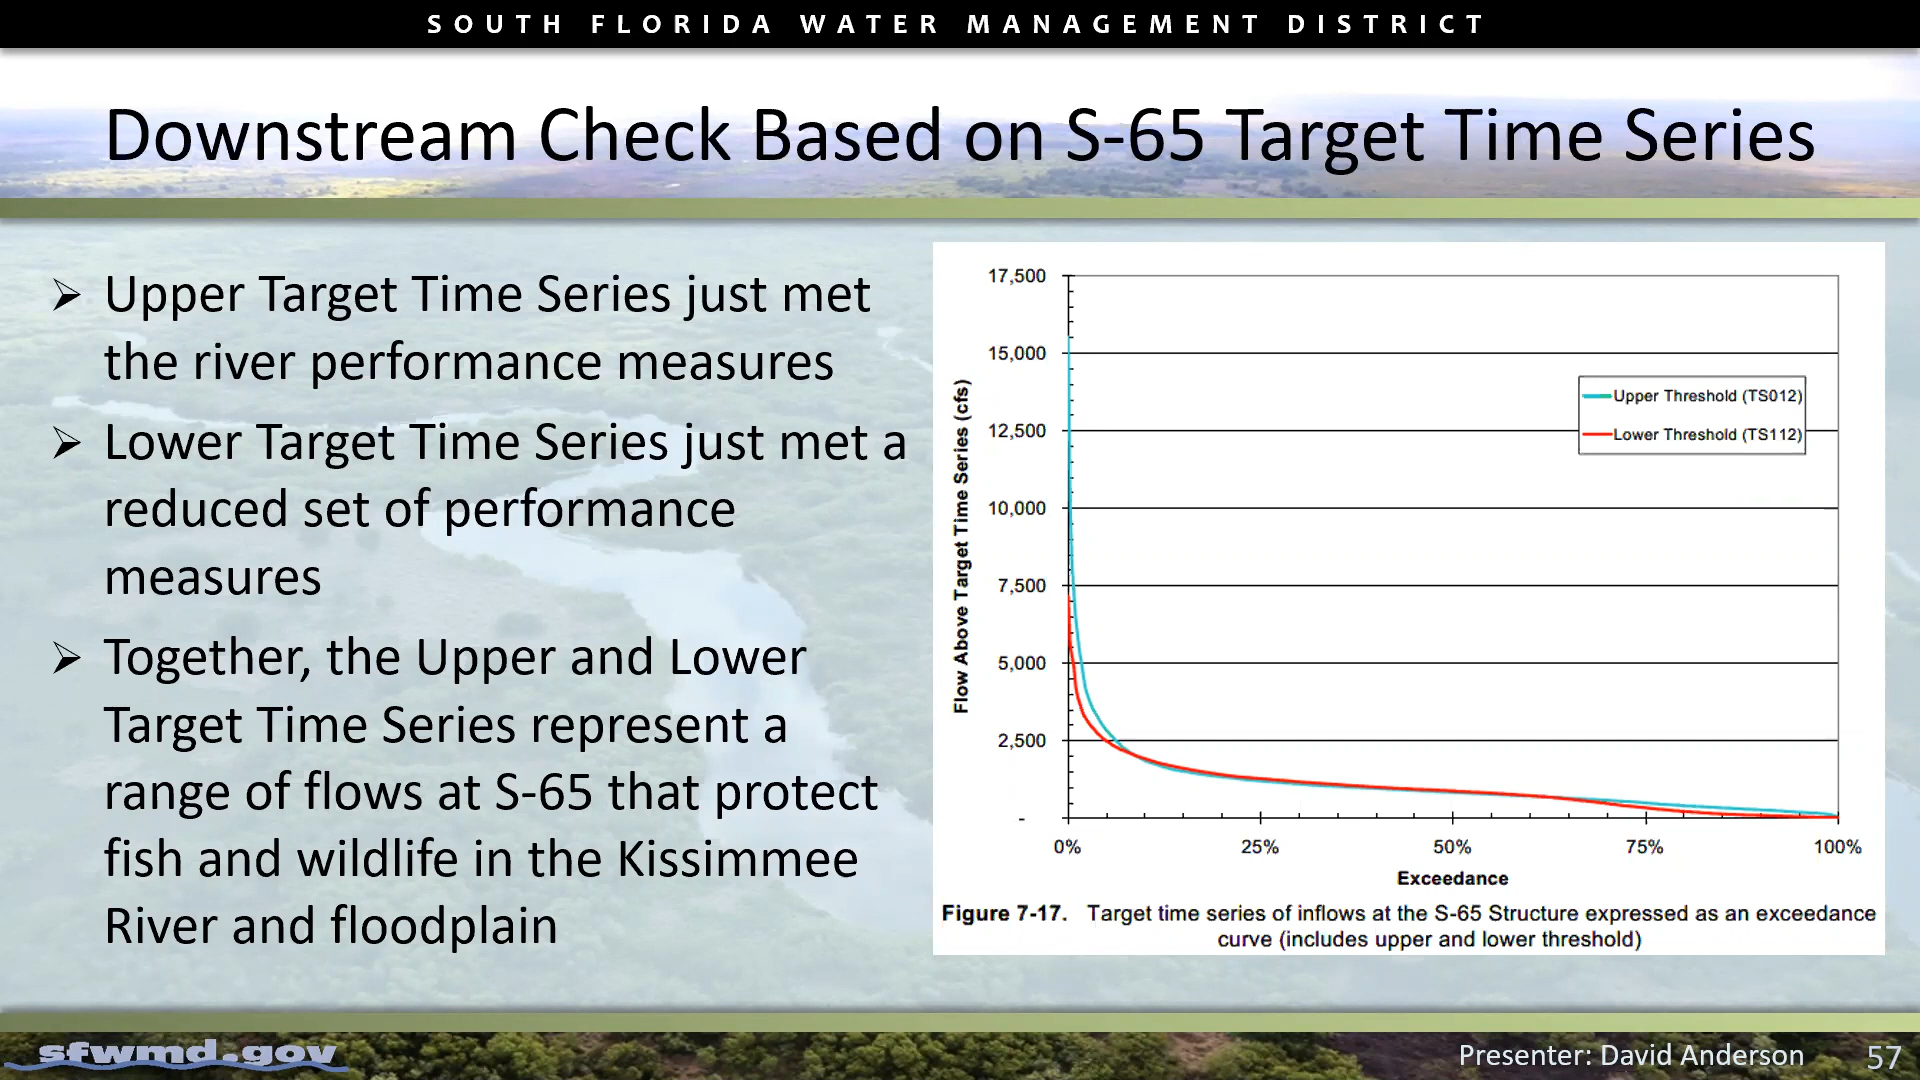 SOUTH FLORIDA WATER MANAGEMENT DISTRICT
Downstream Check Based on S-65 Target Time Series
➢ Upper Target Time Series just met
the river performance measures
➢ Lower Target Time Series just met a
reduced set of performance
measures
➢ Together, the Upper and Lower
Target Time Series represent a
range of flows at S-65 that protect
fish and wildlife in the Kissimmee
River and floodplain
Flow Above Target Time Series (cfs)
17,500
15,000
12,500
10,000
7,500
5,000
2,500
-
Upper Threshold (TS012)
Lower Threshold (TS112)
0% 25% 50% 75% 100%
Exceedance
Figure 7-17. Target time series of inflows at the S-65 Structure expressed as an exceedance
curve (includes upper and lower threshold)
sfwmd.gov
Presenter: David Anderson 57